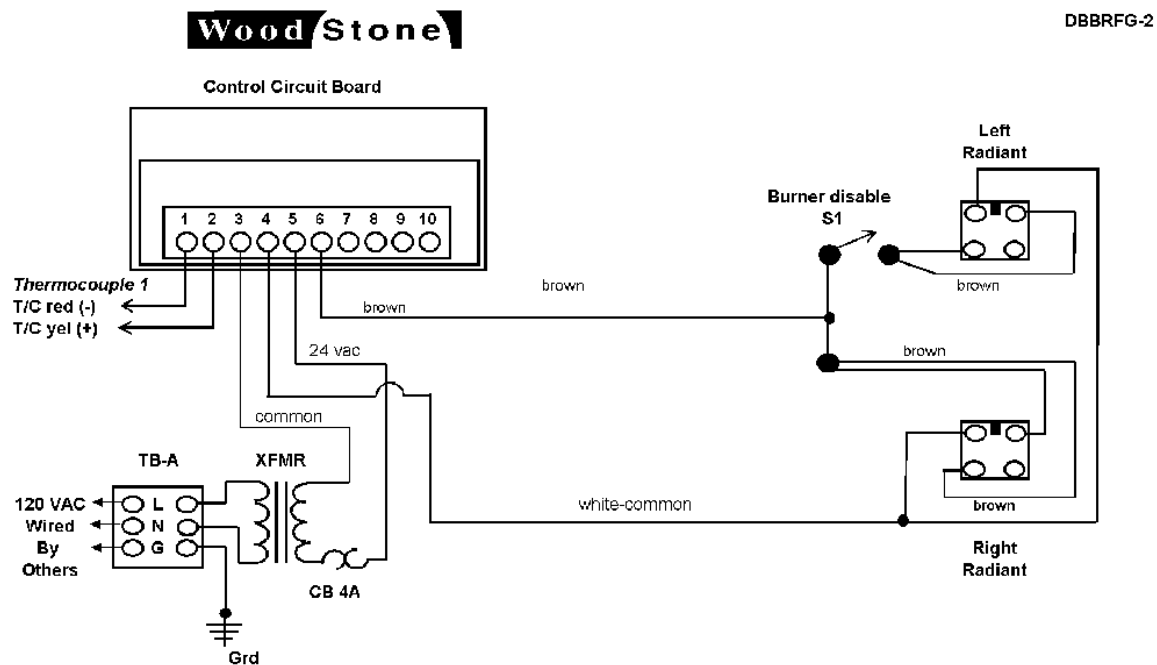 Wood Stone
DBBRFG-2
Control Circuit Board
Left
Radiant
1 2 3 4 5 6 7 8 9 10
Burner disable
S1
Thermocouple 1
T/C red (-)
T/C yel (+)
brown
brown
brown
24 vac
brown
common
TB-A
XFMR
120 VAC
Wired
By
Others
L
N
G
white-common
brown
CB 4A
Right
Radiant
Grd